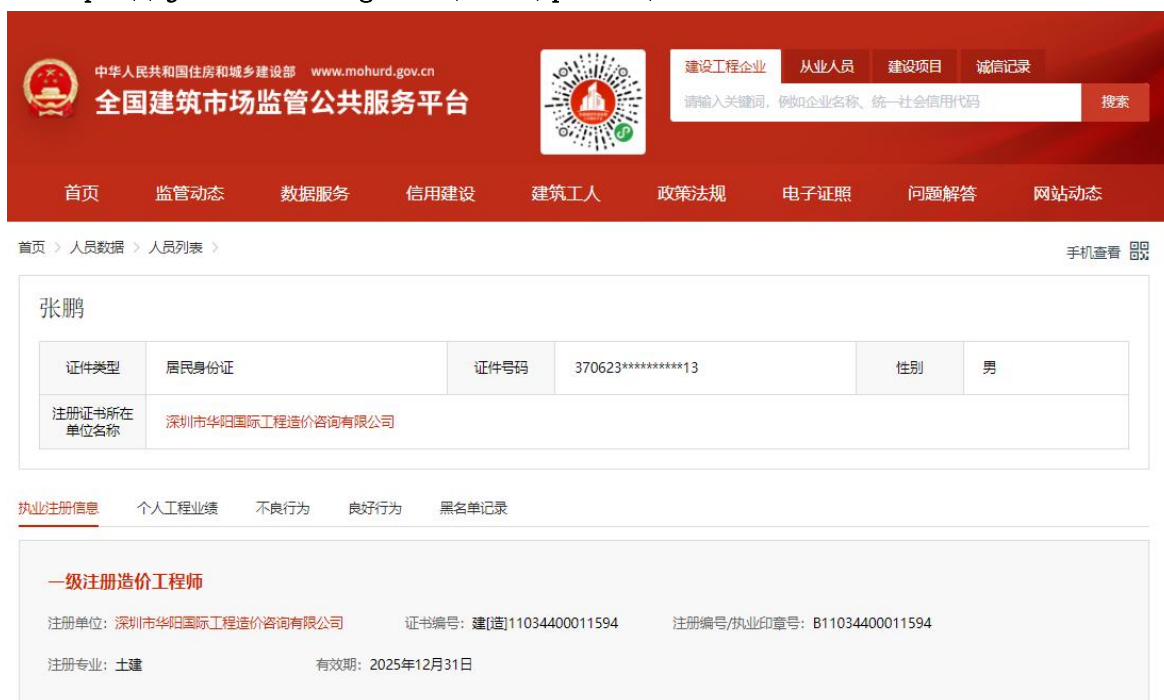 中华人民共和国住房和城乡建设部 www.mohurd.gov.cn
全国建筑市场监管公共服务平台
建设工程企业 从业人员 建设项目 诚信记录
请输入关键词，例如企业名称、统一社会信用代码 搜索
首页 监管动态 数据服务 信用建设 建筑工人 政策法规 电子证照 问题解答 网站动态
首页 > 人员数据 > 人员列表 >
手机查看
张鹏
证件类型 居民身份证 证件号码 370623**********13 性别 男
注册证书所在
单位名称
深圳市华阳国际工程造价咨询有限公司
执业注册信息 个人工程业绩 不良行为 良好行为 黑名单记录
一级注册造价工程师
注册单位：深圳市华阳国际工程造价咨询有限公司 证书编号：建[造]11034400011594 注册编号/执业印章号：B11034400011594
注册专业：土建 有效期：2025年12月31日